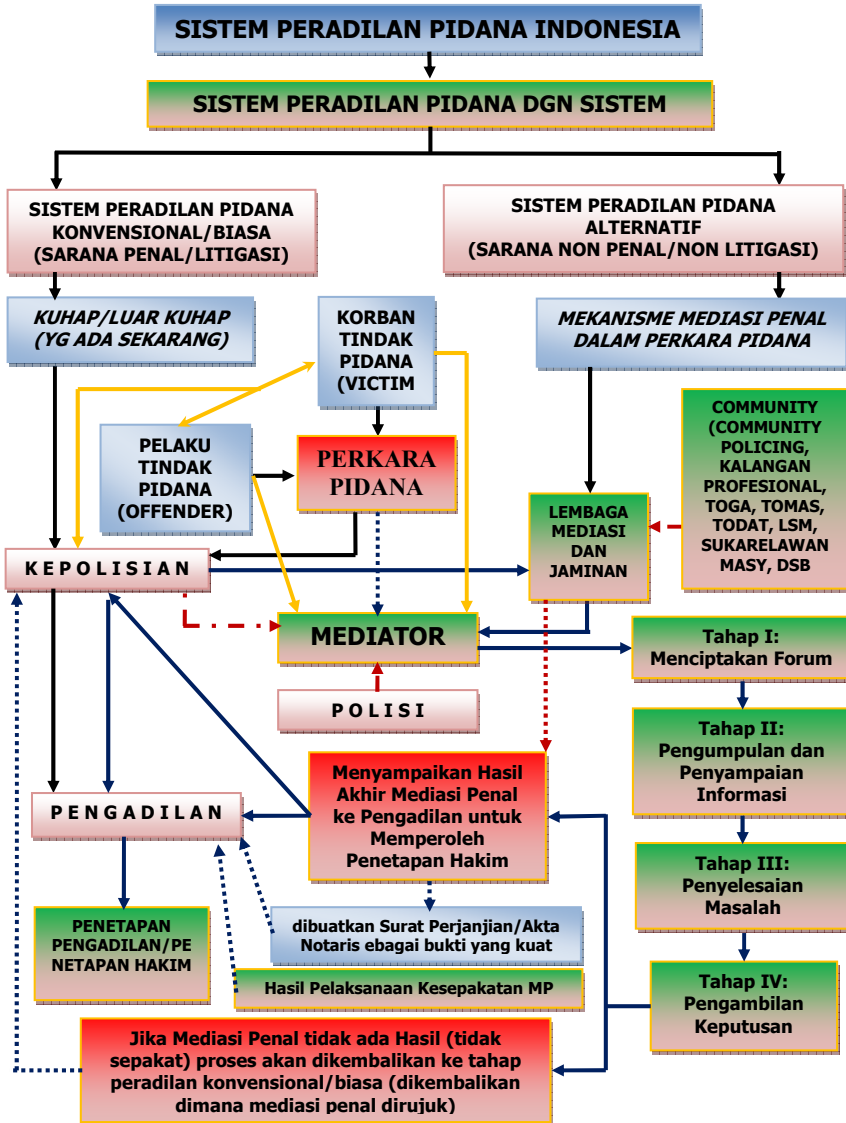 SISTEM PERADILAN PIDANA INDONESIA
SISTEM PERADILAN PIDANA DGN SISTEM
SISTEM PERADILAN PIDANA
KONVENSIONAL/BIASA
(SARANA PENAL/LITIGASI)
SISTEM PERADILAN PIDANA
ALTERNATIF
(SARANA NON PENAL/NON LITIGASI)
KUHAP/LUAR KUHAP
(YG ADA SEKARANG)
KORBAN
TINDAK
PIDANA
(VICTIM
MEKANISME MEDIASI PENAL
DALAM PERKARA PIDANA
PELAKU
TINDAK
PIDANA
(OFFENDER)
PERKARA
PIDANA
COMMUNITY
(COMMUNITY
POLICING,
KALANGAN
PROFESIONAL,
TOGA, TOMAS,
TODAT, LSM,
SUKARELAWAN
MASY, DSB
LEMBAGA
MEDIASI
DAN
JAMINAN
K E P O L I S I A N
MEDIATOR
P O L I S I
Tahap I:
Menciptakan Forum
Tahap II:
Pengumpulan dan
Penyampaian
Informasi
Menyampaikan Hasil
Akhir Mediasi Penal
ke Pengadilan untuk
Memperoleh
Penetapan Hakim
P E N G A D I L A N
Tahap III:
Penyelesaian
Masalah
PENETAPAN
PENGADILAN/PE
NETAPAN HAKIM
dibuatkan Surat Perjanjian/Akta
Notaris ebagai bukti yang kuat
Hasil Pelaksanaan Kesepakatan MP
Tahap IV:
Pengambilan
Keputusan
Jika Mediasi Penal tidak ada Hasil (tidak
sepakat) proses akan dikembalikan ke tahap
peradilan konvensional/biasa (dikembalikan
dimana mediasi penal dirujuk)